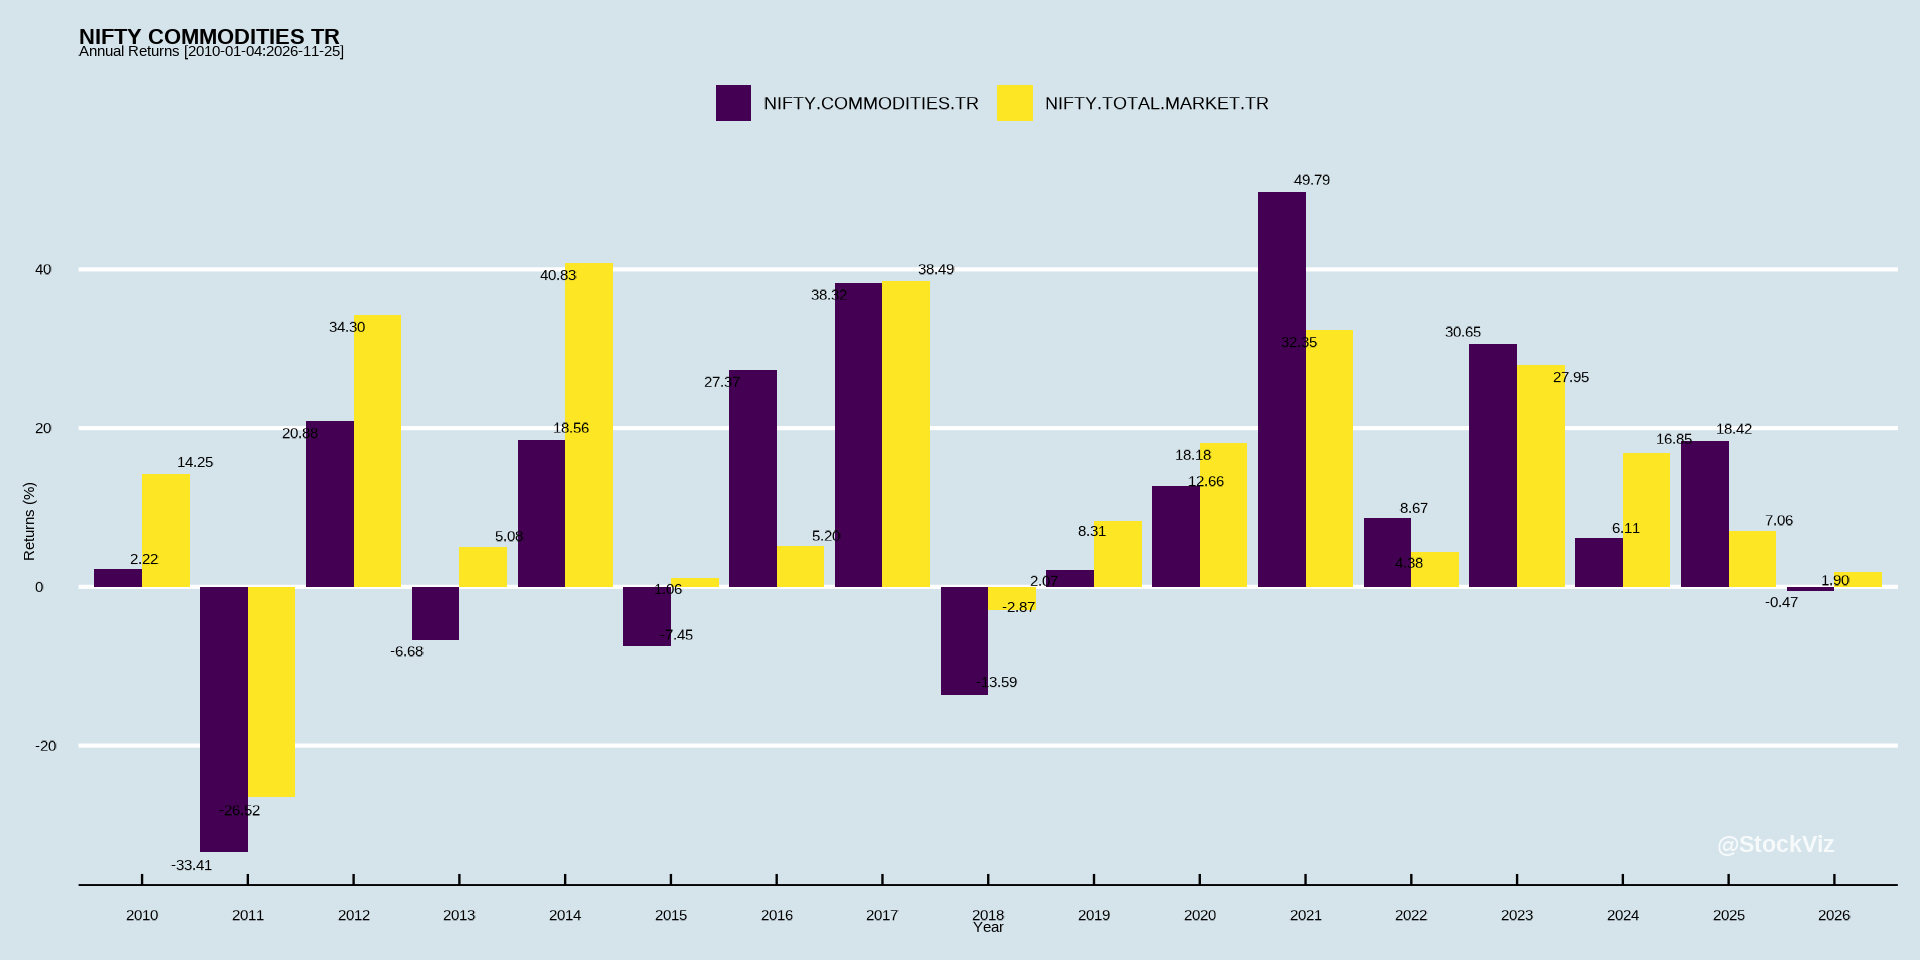 NIFTY COMMODITIES TR
Annual Returns [2010-01-04:2026-11-25]
NIFTY.COMMODITIES.TR NIFTY.TOTAL.MARKET.TR
49.79
40 40.83 38.49
38.32
34.30 32.35 30.65
27.37 27.95
20 20.88 18.56 18.18 16.85 18.42
14.25 12.66
Returns (%)
2.22 5.08 5.20 8.31 8.67 6.11 7.06
0 1.06 2.07 4.38 1.90
-6.68 -7.45 -2.87 -0.47
-13.59
-20
-26.52
-33.41
@StockViz
2010 2011 2012 2013 2014 2015 2016 2017 2018 2019 2020 2021 2022 2023 2024 2025 2026
Year